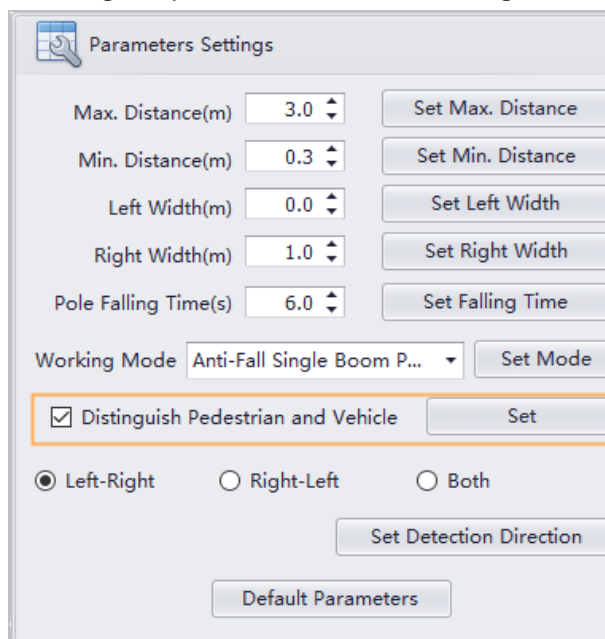 Parameters Settings
Max. Distance(m) 3.0 Set Max. Distance
Min. Distance(m) 0.3 Set Min. Distance
Left Width(m) 0.0 Set Left Width
Right Width(m) 1.0 Set Right Width
Pole Falling Time(s) 6.0 Set Falling Time
Working Mode Anti-Fall Single Boom P... Set Mode
Distinguish Pedestrian and Vehicle Set
Left-Right Right-Left Both
Set Detection Direction
Default Parameters